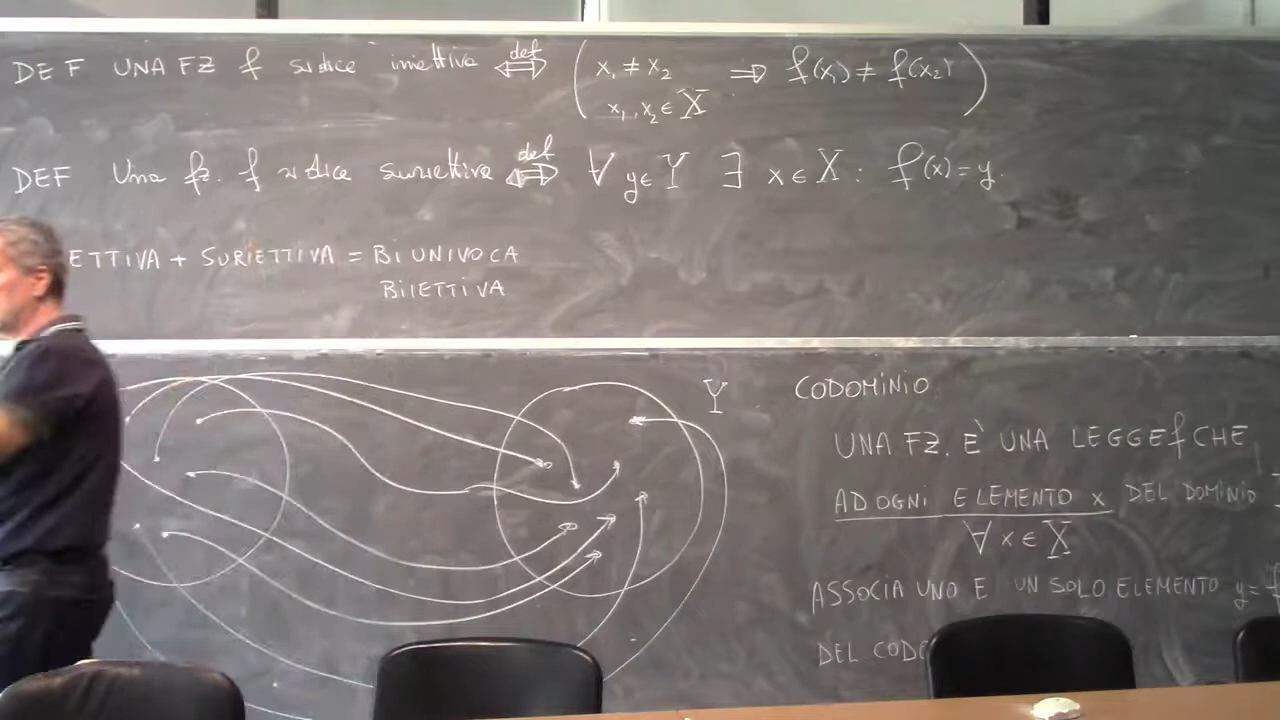 DEF UNA FZ f si dice iniettiva ⟺ def ( x₁ ≠ x₂ ⟹ f(x₁) ≠ f(x₂) )
x₁, x₂ ∈ X
DEF Una fz. f si dice suriettiva ⟺ def ∀ y ∈ Y ∃ x ∈ X : f(x) = y.
ETTIVA + SURIETTIVA = BIUNIVOCA
BIIETTIVA
Y CODOMINIO
UNA FZ. È UNA LEGGE f CHE
AD OGNI ELEMENTO x DEL DOMINIO
∀ x ∈ X
ASSOCIA UNO E UN SOLO ELEMENTO y = f
DEL CODO